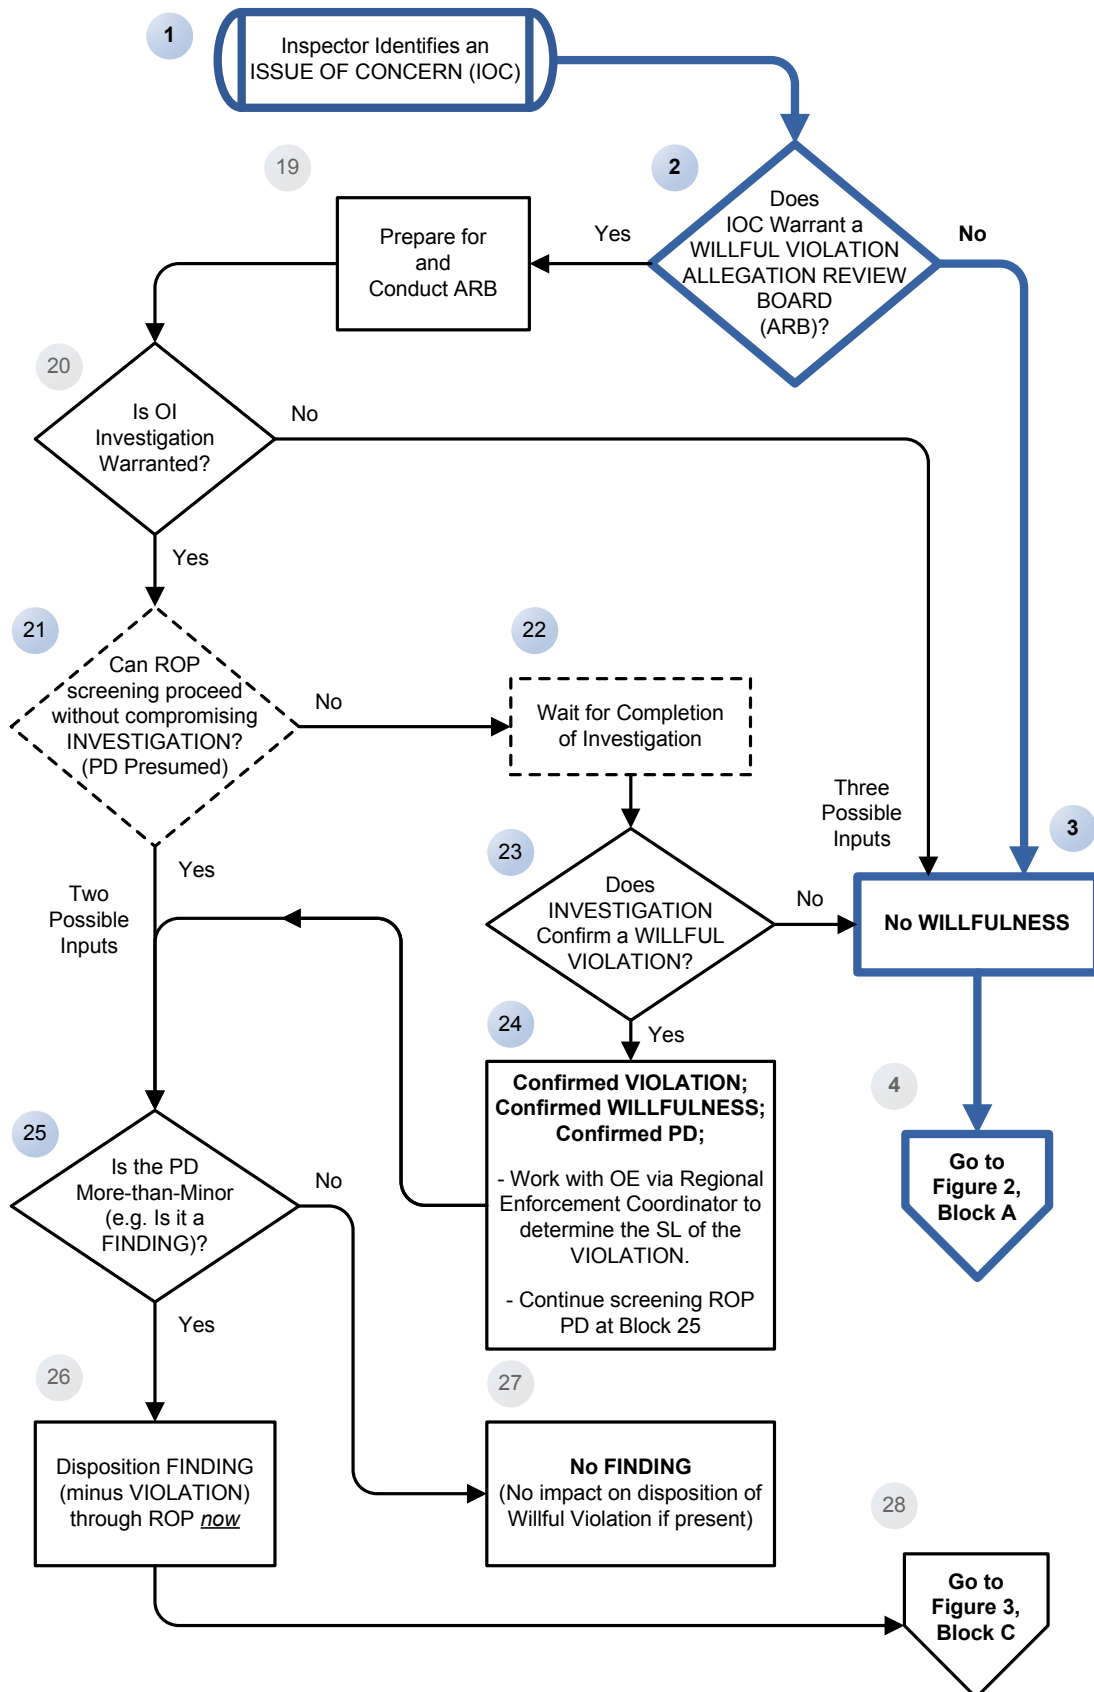 1
Inspector Identifies an
ISSUE OF CONCERN (IOC)
19
2
Does
IOC Warrant a
WILLFUL VIOLATION
ALLEGATION REVIEW
BOARD
(ARB)?
Yes
No
Prepare for
and
Conduct ARB
20
Is OI
Investigation
Warranted?
No
Yes
21
Can ROP
screening proceed
without compromising
INVESTIGATION?
(PD Presumed)
No
Yes
22
Wait for Completion
of Investigation
Three
Possible
Inputs
3
No WILLFULNESS
23
Does
INVESTIGATION
Confirm a WILLFUL
VIOLATION?
No
Yes
Two
Possible
Inputs
24
Confirmed VIOLATION;
Confirmed WILLFULNESS;
Confirmed PD;
- Work with OE via Regional
Enforcement Coordinator to
determine the SL of the
VIOLATION.
- Continue screening ROP
PD at Block 25
4
Go to
Figure 2,
Block A
25
Is the PD
More-than-Minor
(e.g. Is it a
FINDING)?
No
Yes
26
Disposition FINDING
(minus VIOLATION)
through ROP now
27
No FINDING
(No impact on disposition of
Willful Violation if present)
28
Go to
Figure 3,
Block C